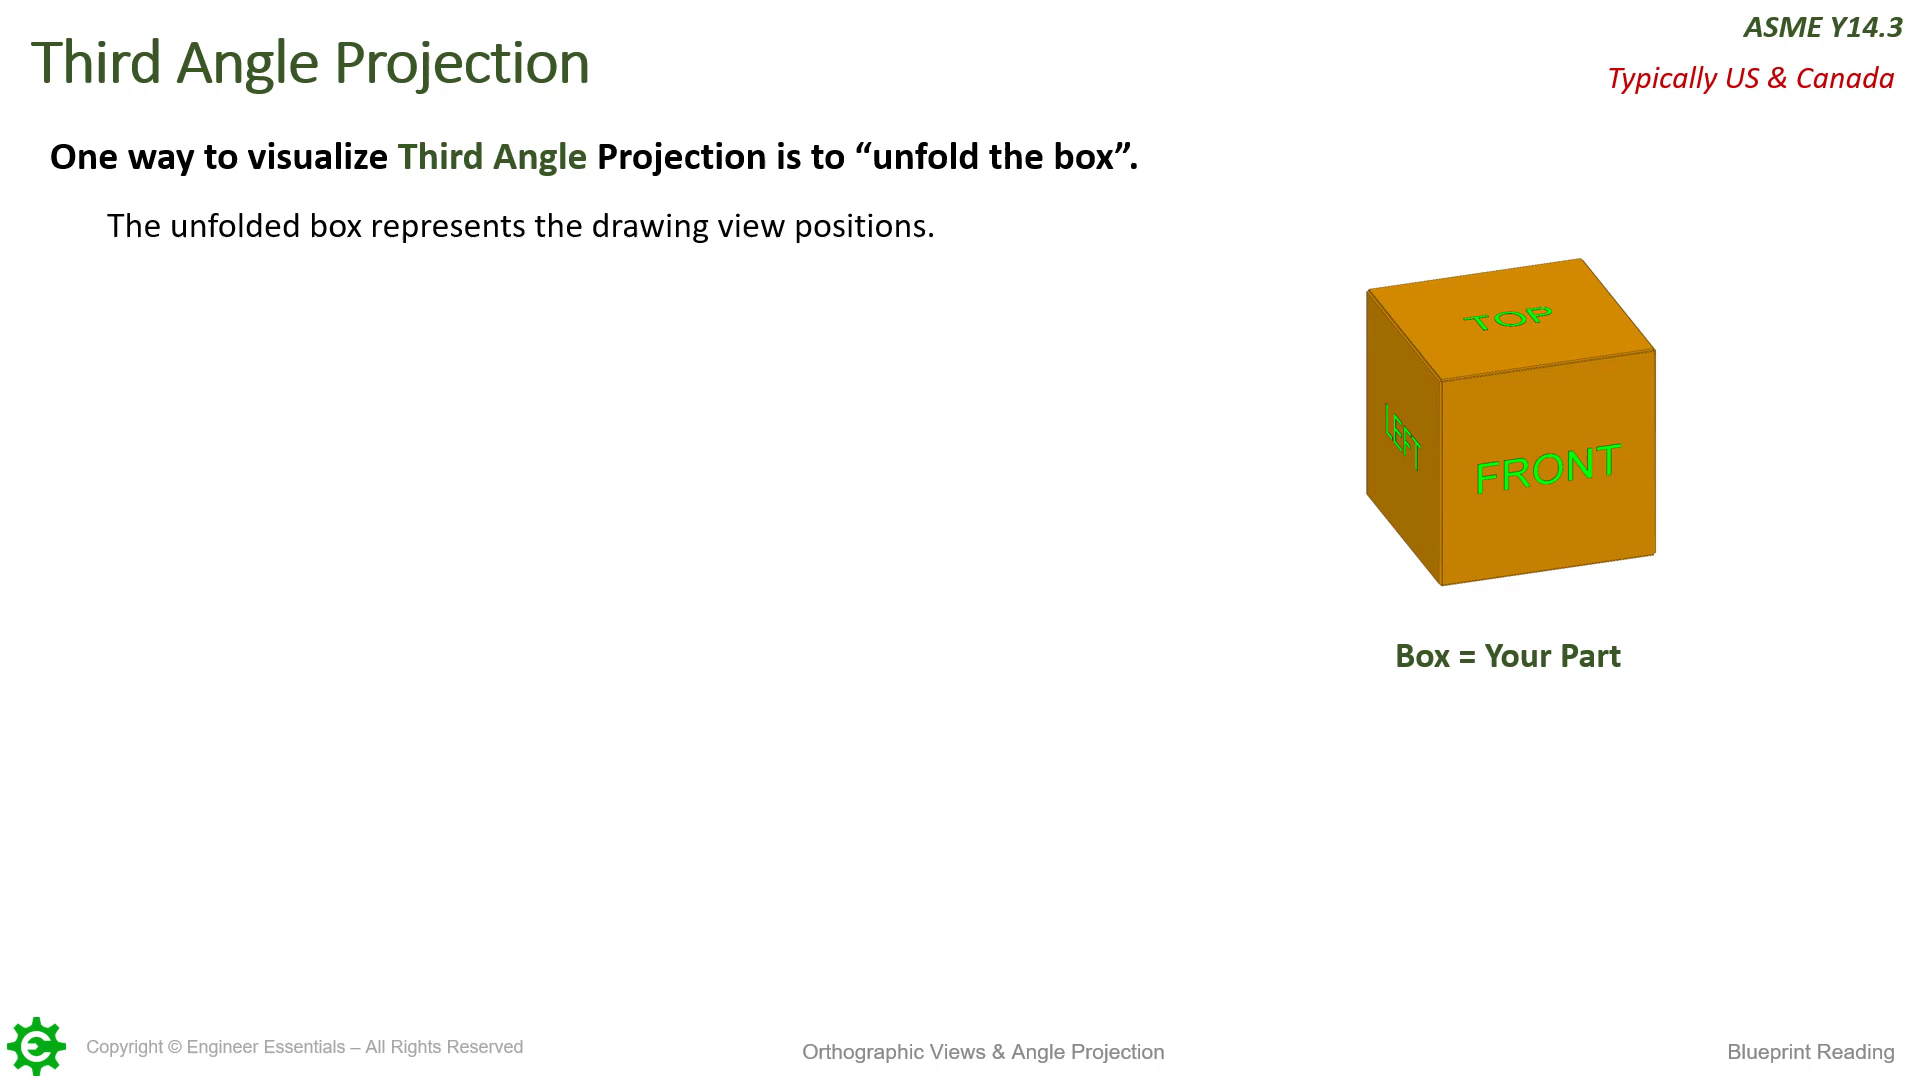 Third Angle Projection
ASME Y14.3
Typically US & Canada
One way to visualize Third Angle Projection is to “unfold the box”.
The unfolded box represents the drawing view positions.
TOP
LEFT
FRONT
Box = Your Part
Copyright © Engineer Essentials – All Rights Reserved
Orthographic Views & Angle Projection
Blueprint Reading